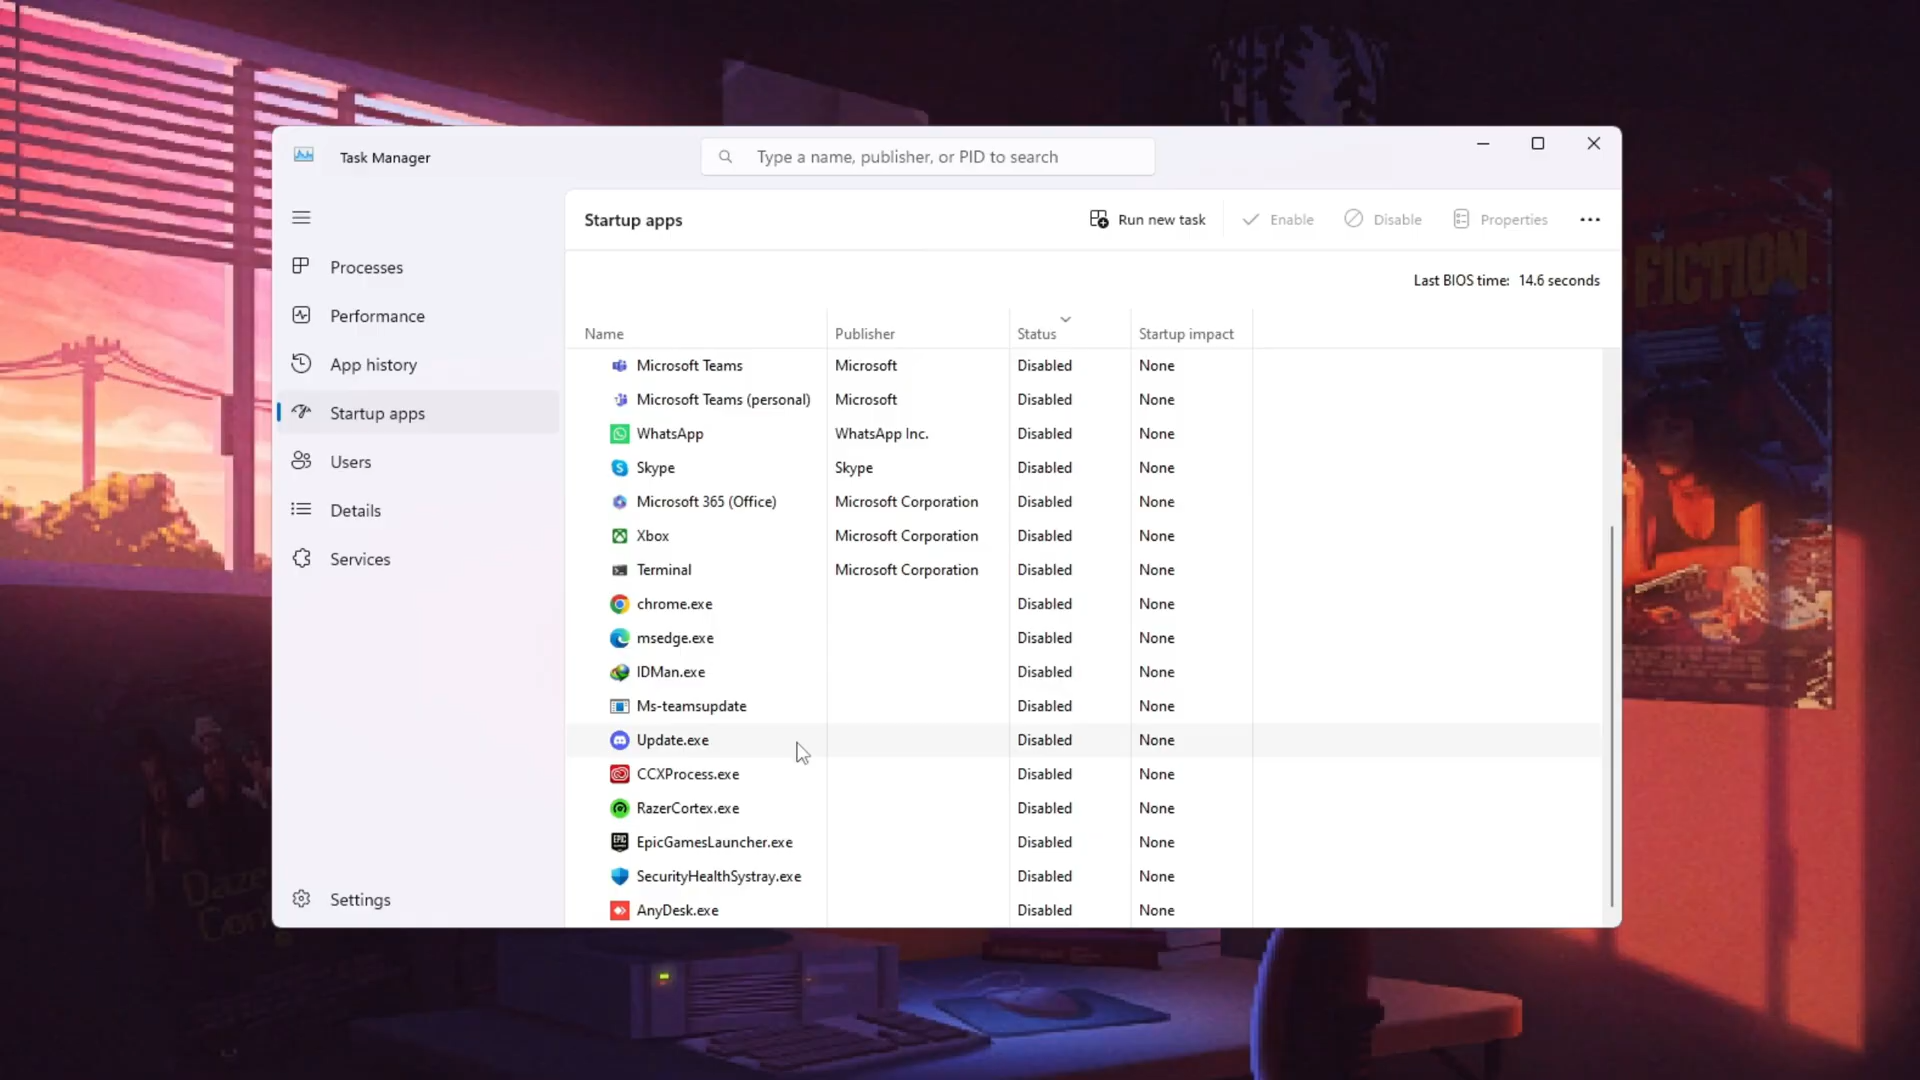 Task Manager
Type a name, publisher, or PID to search
Startup apps
Run new task
Enable
Disable
Properties
Processes
Performance
App history
Startup apps
Users
Details
Services
Settings
Last BIOS time: 14.6 seconds
Name Publisher Status Startup impact
Microsoft Teams Microsoft Disabled None
Microsoft Teams (personal) Microsoft Disabled None
WhatsApp WhatsApp Inc. Disabled None
Skype Skype Disabled None
Microsoft 365 (Office) Microsoft Corporation Disabled None
Xbox Microsoft Corporation Disabled None
Terminal Microsoft Corporation Disabled None
chrome.exe Disabled None
msedge.exe Disabled None
IDMan.exe Disabled None
Ms-teamsupdate Disabled None
Update.exe Disabled None
CCXProcess.exe Disabled None
RazerCortex.exe Disabled None
EpicGamesLauncher.exe Disabled None
SecurityHealthSystray.exe Disabled None
AnyDesk.exe Disabled None
FICTION